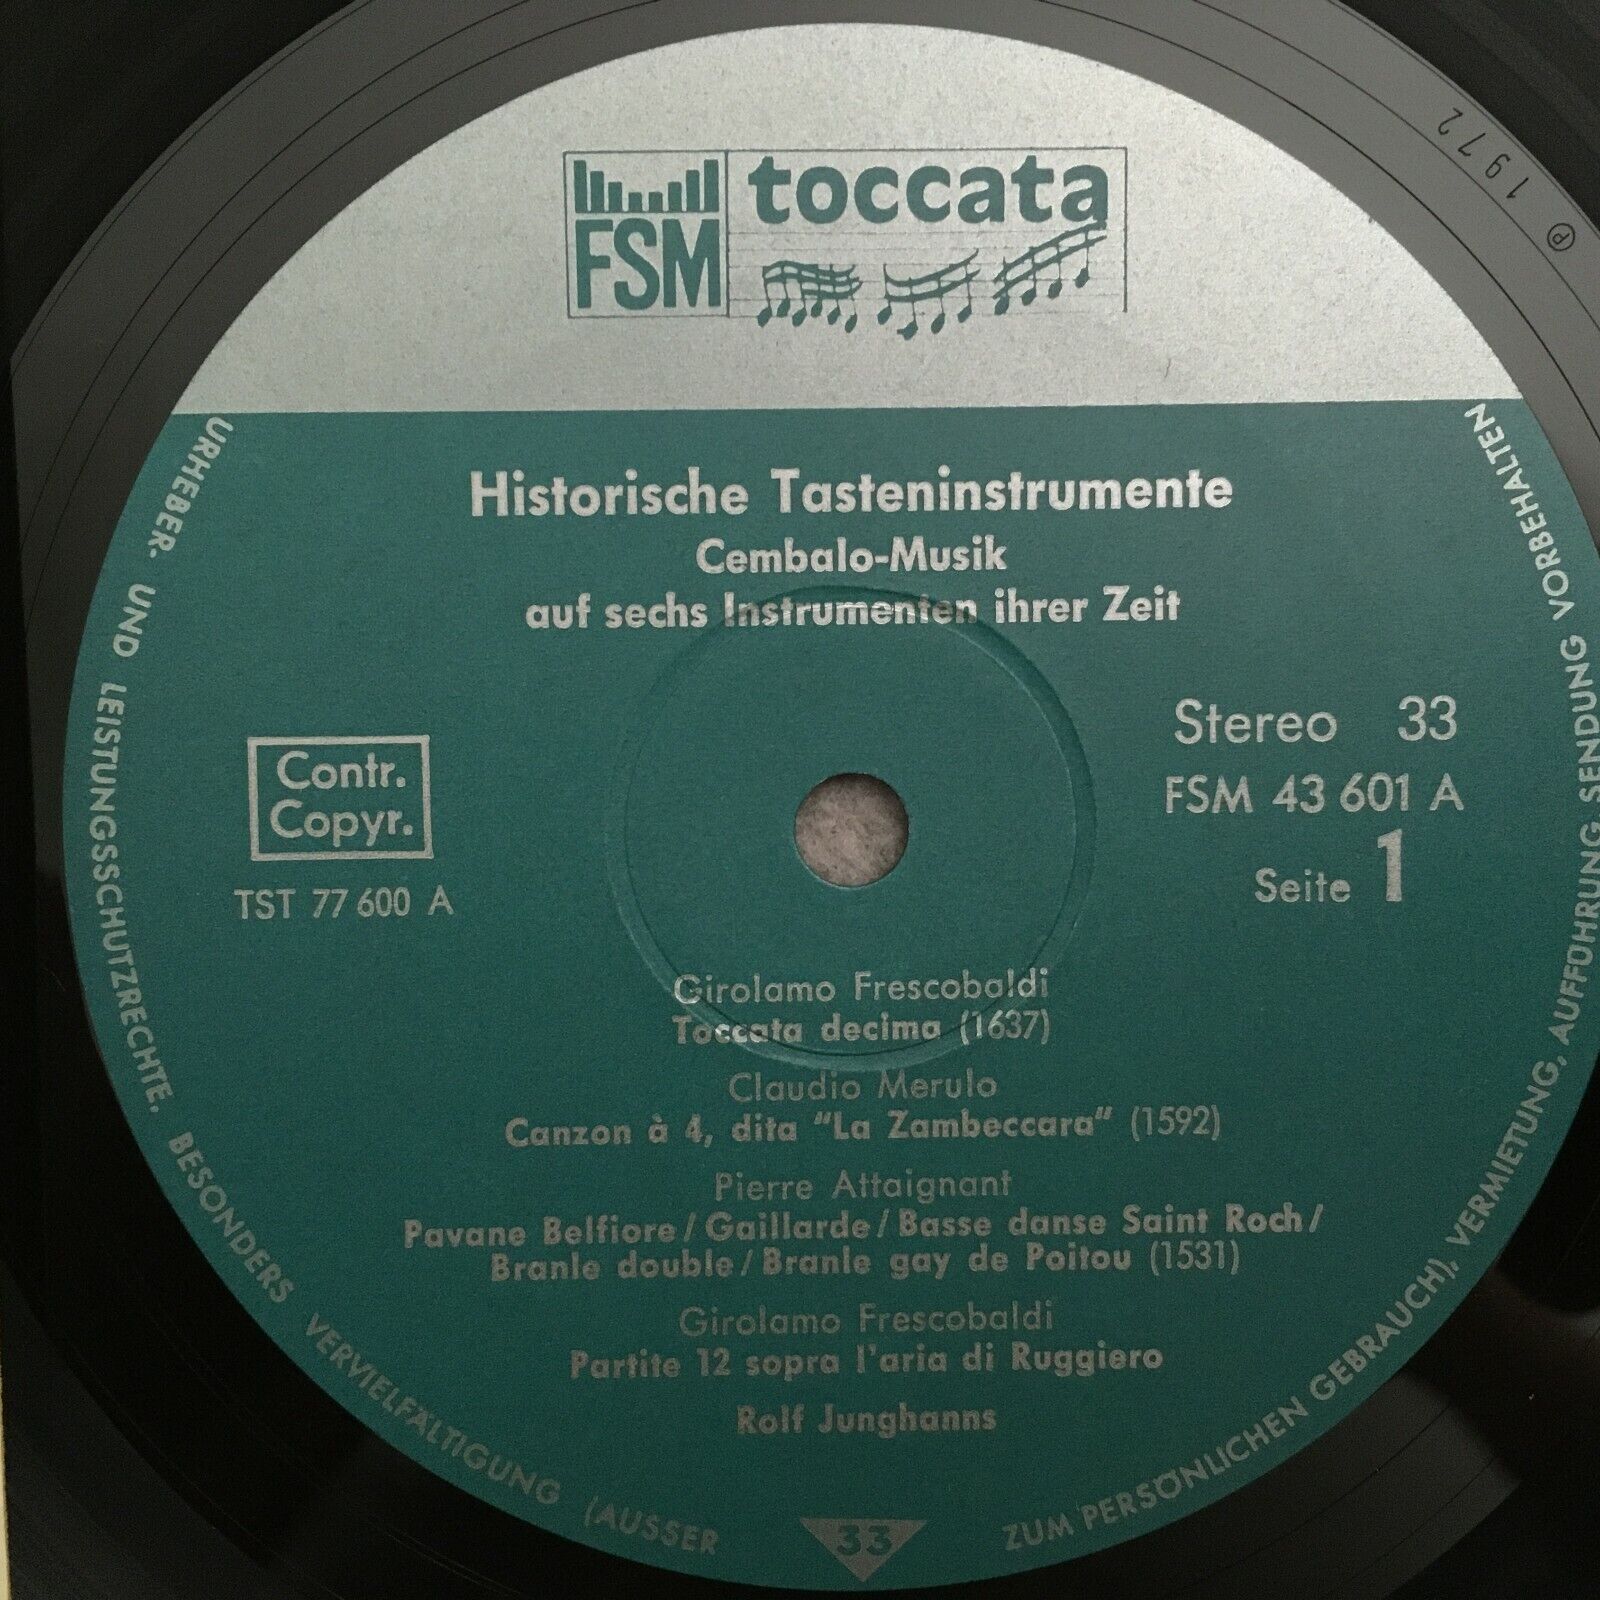 ℗ 1972
FSM
toccata
Historische Tasteninstrumente
Cembalo-Musik
auf sechs Instrumenten ihrer Zeit
Contr.
Copyr.
TST 77 600 A
Stereo 33
FSM 43 601 A
Seite 1
Girolamo Frescobaldi
Toccata decima (1637)
Claudio Merulo
Canzon à 4, dita "La Zambeccara" (1592)
Pierre Attaignant
Pavane Belfiore / Gaillarde / Basse danse Saint Roch /
Branle double / Branle gay de Poitou (1531)
Girolamo Frescobaldi
Partite 12 sopra l'aria di Ruggiero
Rolf Junghanns
URHEBER- UND LEISTUNGSSCHUTZRECHTE. BESONDERS VERVIELFÄLTIGUNG (AUSSER ZUM PERSÖNLICHEN GEBRAUCH), VERMIETUNG, AUFFÜHRUNG, SENDUNG VORBEHALTEN
33